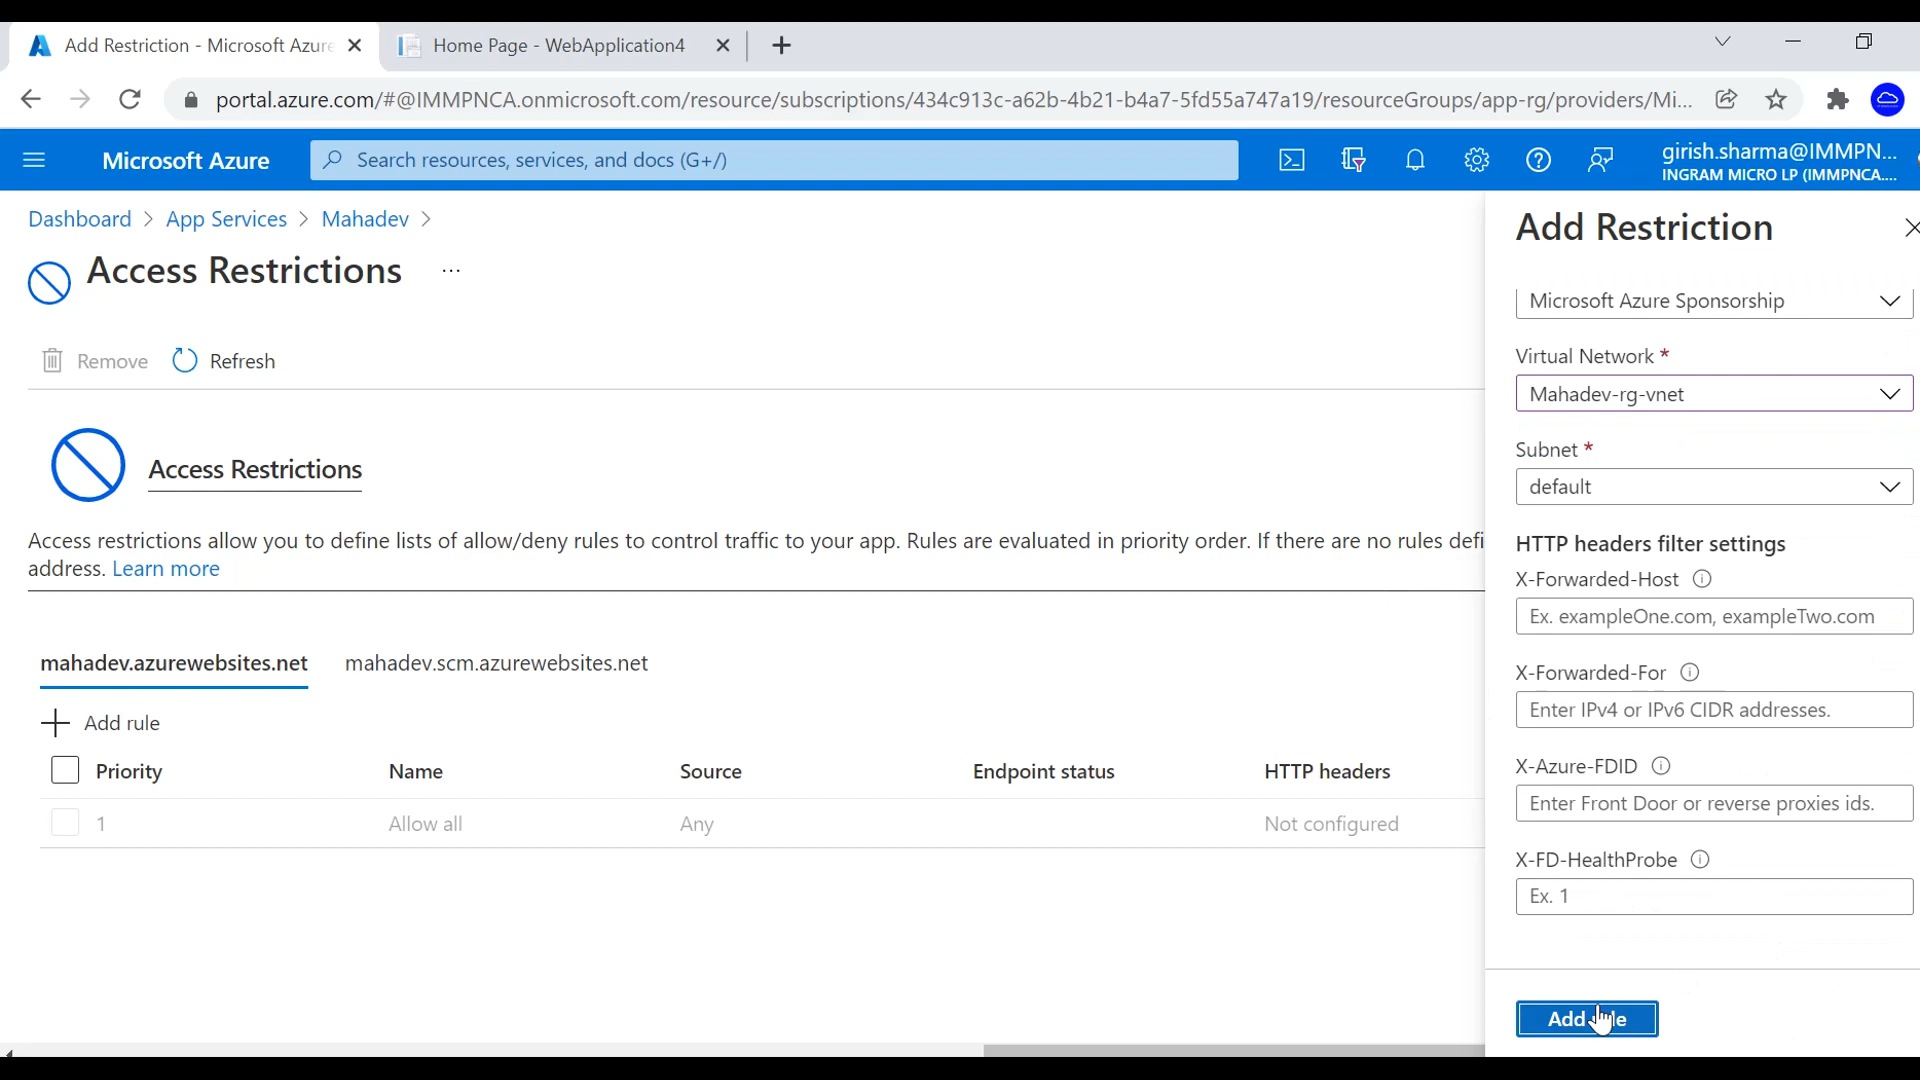 Add Restriction - Microsoft Azure
Home Page - WebApplication4
portal.azure.com/#@IMMPNCA.onmicrosoft.com/resource/subscriptions/434c913c-a62b-4b21-b4a7-5fd55a747a19/resourceGroups/app-rg/providers/Mi...
Microsoft Azure
Search resources, services, and docs (G+/)
girish.sharma@IMMPN...
INGRAM MICRO LP (IMMPNCA....
Dashboard > App Services > Mahadev >
Access Restrictions ...
Remove Refresh
Access Restrictions
Access restrictions allow you to define lists of allow/deny rules to control traffic to your app. Rules are evaluated in priority order. If there are no rules defi
address. Learn more
mahadev.azurewebsites.net mahadev.scm.azurewebsites.net
Add rule
Priority Name Source Endpoint status HTTP headers
1 Allow all Any Not configured
Add Restriction
Microsoft Azure Sponsorship
Virtual Network *
Mahadev-rg-vnet
Subnet *
default
HTTP headers filter settings
X-Forwarded-Host
Ex. exampleOne.com, exampleTwo.com
X-Forwarded-For
Enter IPv4 or IPv6 CIDR addresses.
X-Azure-FDID
Enter Front Door or reverse proxies ids.
X-FD-HealthProbe
Ex. 1
Add rule